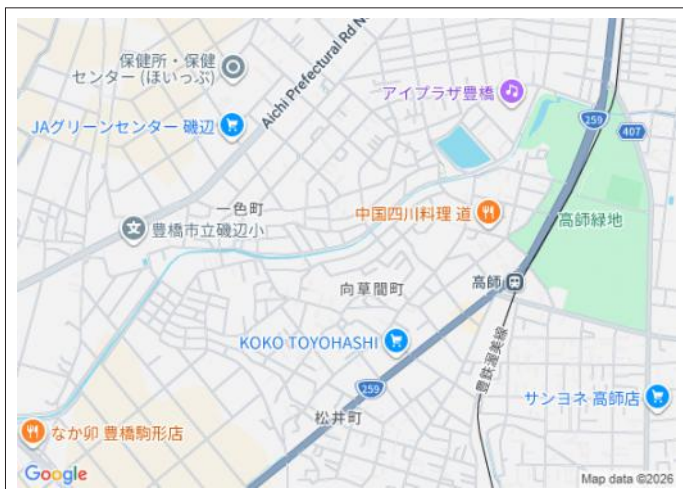 保健所・保健
センター (ほいっぷ)
Aichi Prefectural Rd N
アイプラザ豊橋
259
407
JAグリーンセンター 磯辺
一色町
中国四川料理 道
高師緑地
豊橋市立磯辺小
高師
向草間町
KOKO TOYOHASHI
豊鉄渥美線
259
サンヨネ 高師店
松井町
なか卯 豊橋駒形店
Google
Map data ©2026